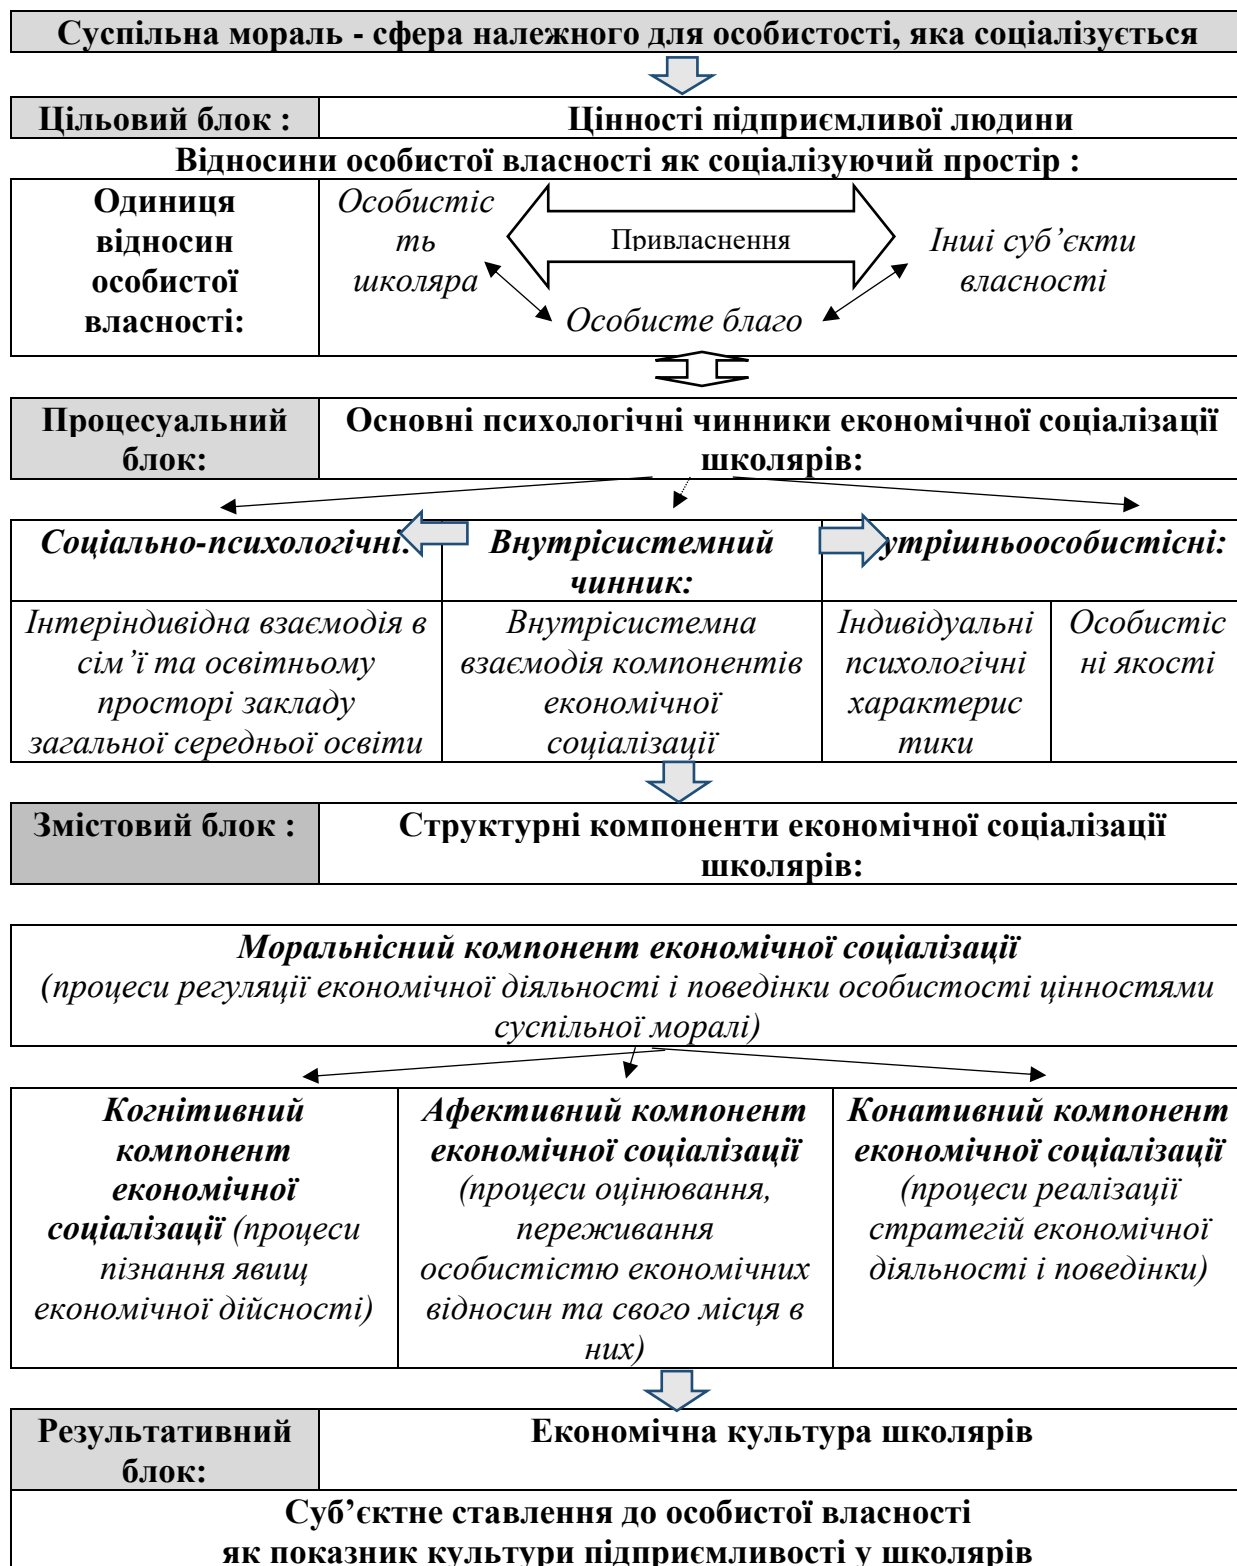 Суспільна мораль - сфера належного для особистості, яка соціалізується
Цільовий блок :
Цінності підприємливої людини
Відносини особистої власності як соціалізуючий простір :
Одиниця
відносин
особистої
власності:
Особистіс
ть
школяра
Привласнення
Інші суб’єкти
власності
Особисте благо
Процесуальний
блок:
Основні психологічні чинники економічної соціалізації
школярів:
Соціально-психологічні:
Внутрісистемний
чинник:
утрішньоособистісні:
Інтеріндивідна взаємодія в
сім’ї та освітньому
просторі закладу
загальної середньої освіти
Внутрісистемна
взаємодія компонентів
економічної
соціалізації
Індивідуальні
психологічні
характерис
тики
Особистіс
ні якості
Змістовий блок :
Структурні компоненти економічної соціалізації
школярів:
Моральнісний компонент економічної соціалізації
(процеси регуляції економічної діяльності і поведінки особистості цінностями
суспільної моралі)
Когнітивний
компонент
економічної
соціалізації (процеси
пізнання явищ
економічної дійсності)
Афективний компонент
економічної соціалізації
(процеси оцінювання,
переживання
особистістю економічних
відносин та свого місця в
них)
Конативний компонент
економічної соціалізації
(процеси реалізації
стратегій економічної
діяльності і поведінки)
Результативний
блок:
Економічна культура школярів
Суб’єктне ставлення до особистої власності
як показник культури підприємливості у школярів